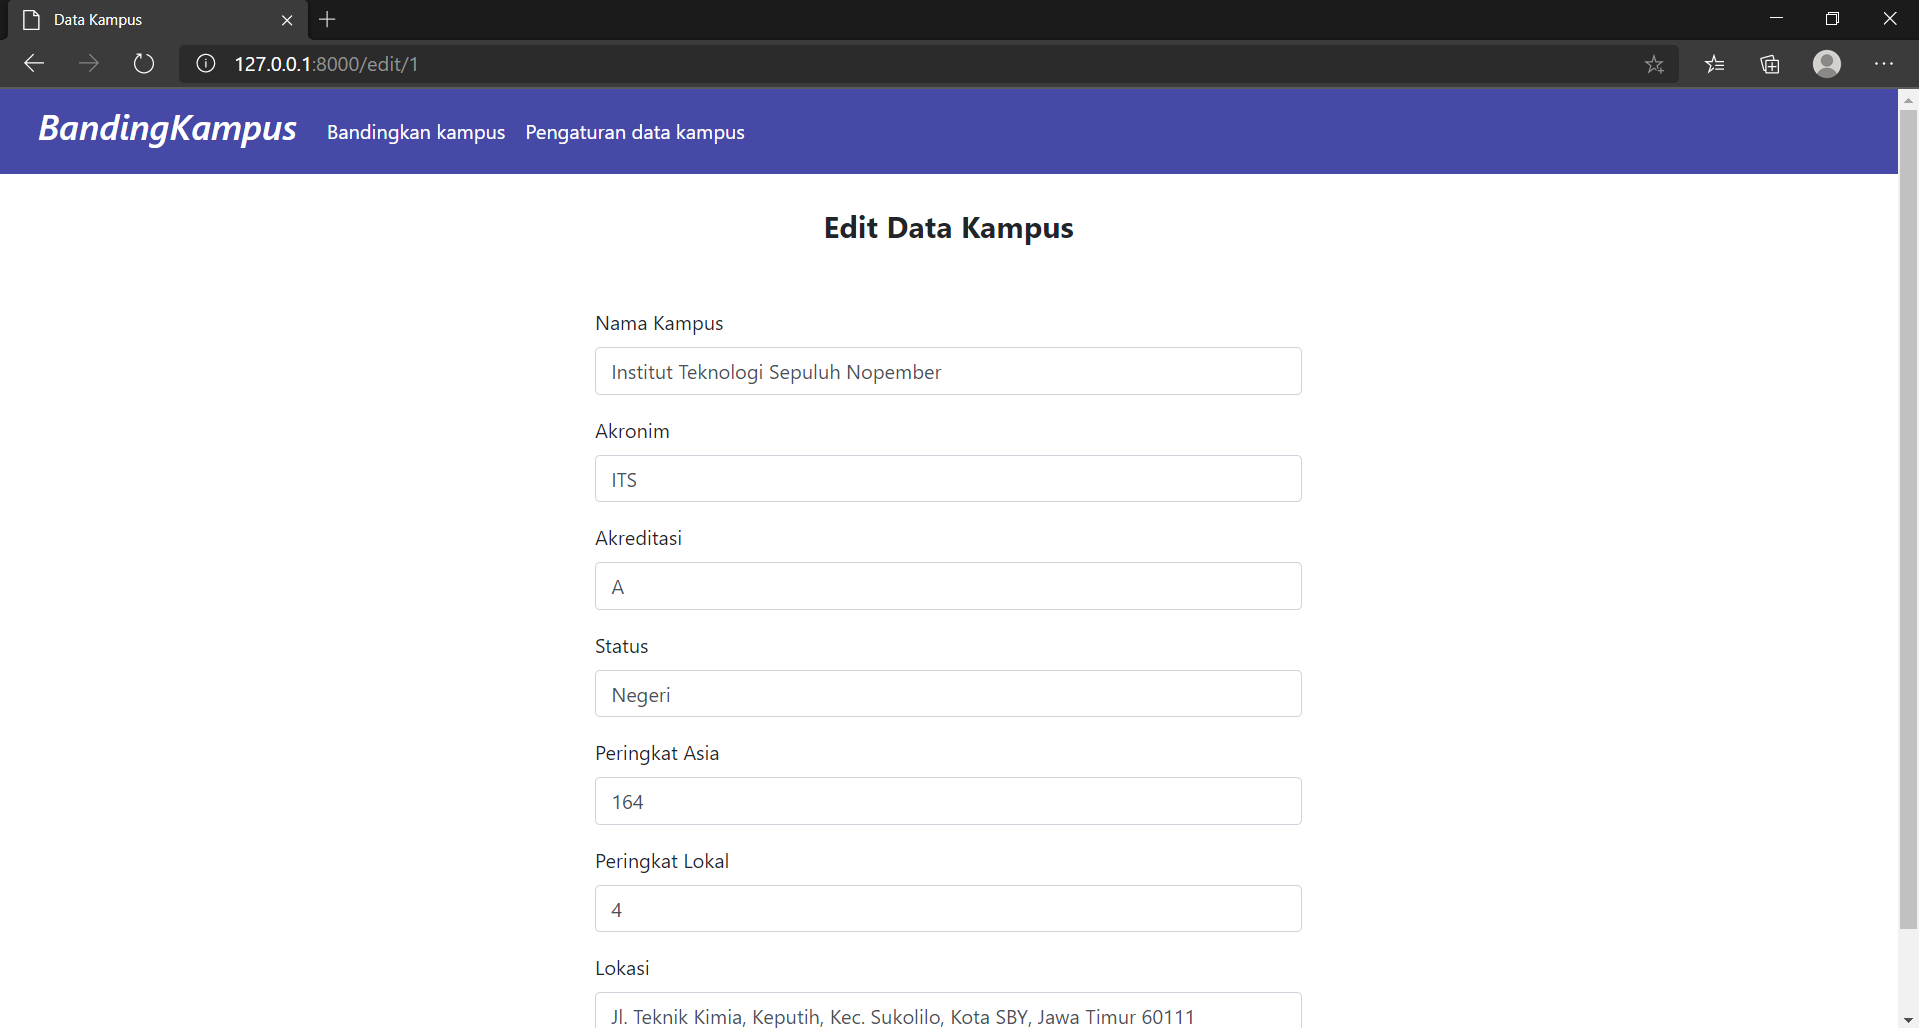 Data Kampus
127.0.0.1:8000/edit/1
BandingKampus Bandingkan kampus Pengaturan data kampus
Edit Data Kampus
Nama Kampus
Institut Teknologi Sepuluh Nopember
Akronim
ITS
Akreditasi
A
Status
Negeri
Peringkat Asia
164
Peringkat Lokal
4
Lokasi
Jl. Teknik Kimia, Keputih, Kec. Sukolilo, Kota SBY, Jawa Timur 60111